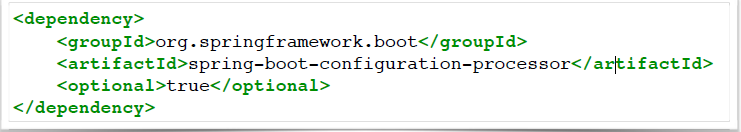 <dependency>
    <groupId>org.springframework.boot</groupId>
    <artifactId>spring-boot-configuration-processor</artifactId>
    <optional>true</optional>
</dependency>